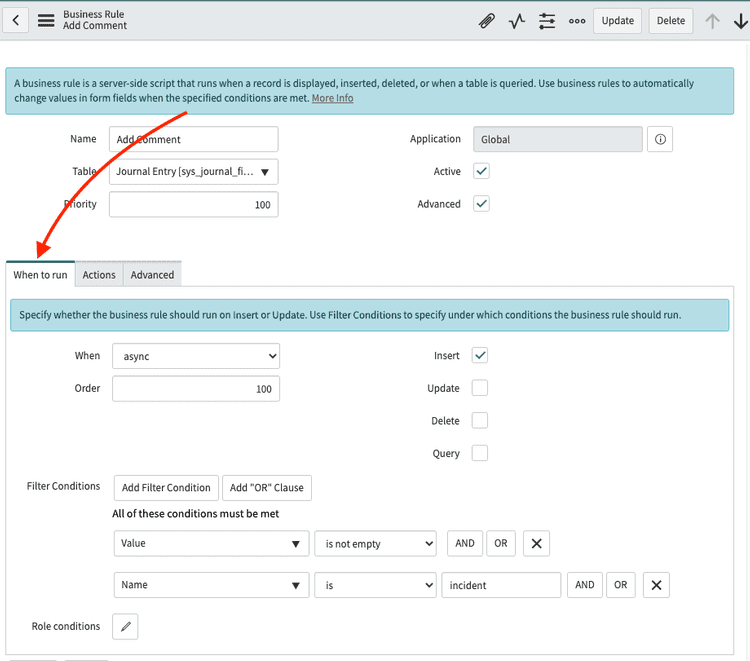 Business Rule
Add Comment
Update
Delete
A business rule is a server-side script that runs when a record is displayed, inserted, deleted, or when a table is queried. Use business rules to automatically
change values in form fields when the specified conditions are met. More Info
Name
Add Comment
Application
Global
Table
Journal Entry [sys_journal_fi...
Active
Priority
100
Advanced
When to run
Actions
Advanced
Specify whether the business rule should run on Insert or Update. Use Filter Conditions to specify under which conditions the business rule should run.
When
async
Insert
Order
100
Update
Delete
Query
Filter Conditions
Add Filter Condition
Add "OR" Clause
All of these conditions must be met
Value
is not empty
AND
OR
Name
is
incident
AND
OR
Role conditions